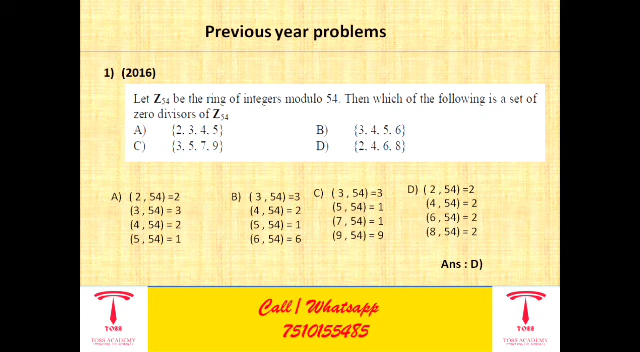 Previous year problems
1) (2016)
Let Z54 be the ring of integers modulo 54. Then which of the following is a set of
zero divisors of Z54
A) {2, 3, 4, 5} B) {3, 4, 5, 6}
C) {3, 5, 7, 9} D) {2, 4, 6, 8}
A) ( 2 , 54) =2
(3 , 54) = 3
(4 , 54) = 2
(5 , 54) = 1
B) ( 3 , 54) =3
(4 , 54) = 2
(5 , 54) = 1
(6 , 54) = 6
C) ( 3 , 54) =3
(5 , 54) = 1
(7 , 54) = 1
(9 , 54) = 9
D) ( 2 , 54) =2
(4 , 54) = 2
(6 , 54) = 2
(8 , 54) = 2
Ans : D)
TOSS
TOSS ACADEMY
Call / Whatsapp
7510155485
TOSS
TOSS ACADEMY